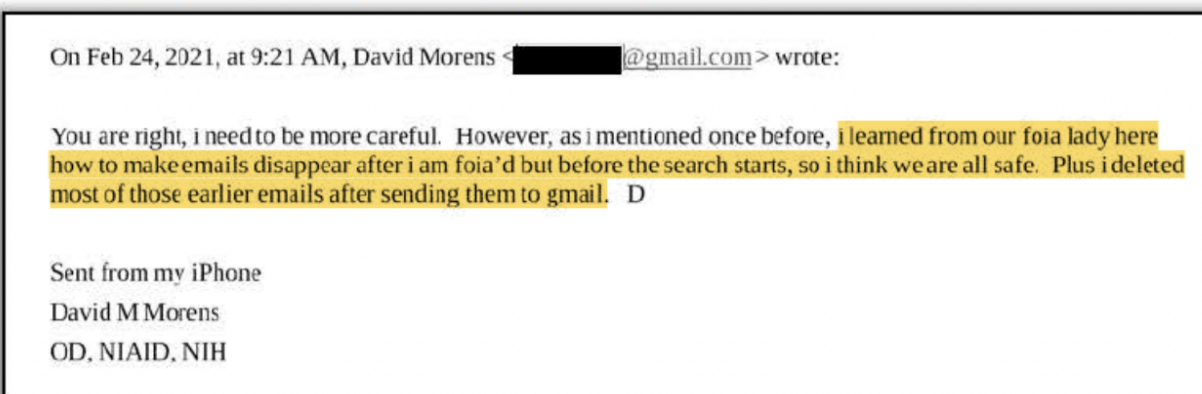 On Feb 24, 2021, at 9:21 AM, David Morens < @gmail.com> wrote:
You are right, i need to be more careful. However, as i mentioned once before, i learned from our foia lady here
how to make emails disappear after i am foia'd but before the search starts, so i think we are all safe. Plus i deleted
most of those earlier emails after sending them to gmail. D
Sent from my iPhone
David M Morens
OD, NIAID, NIH